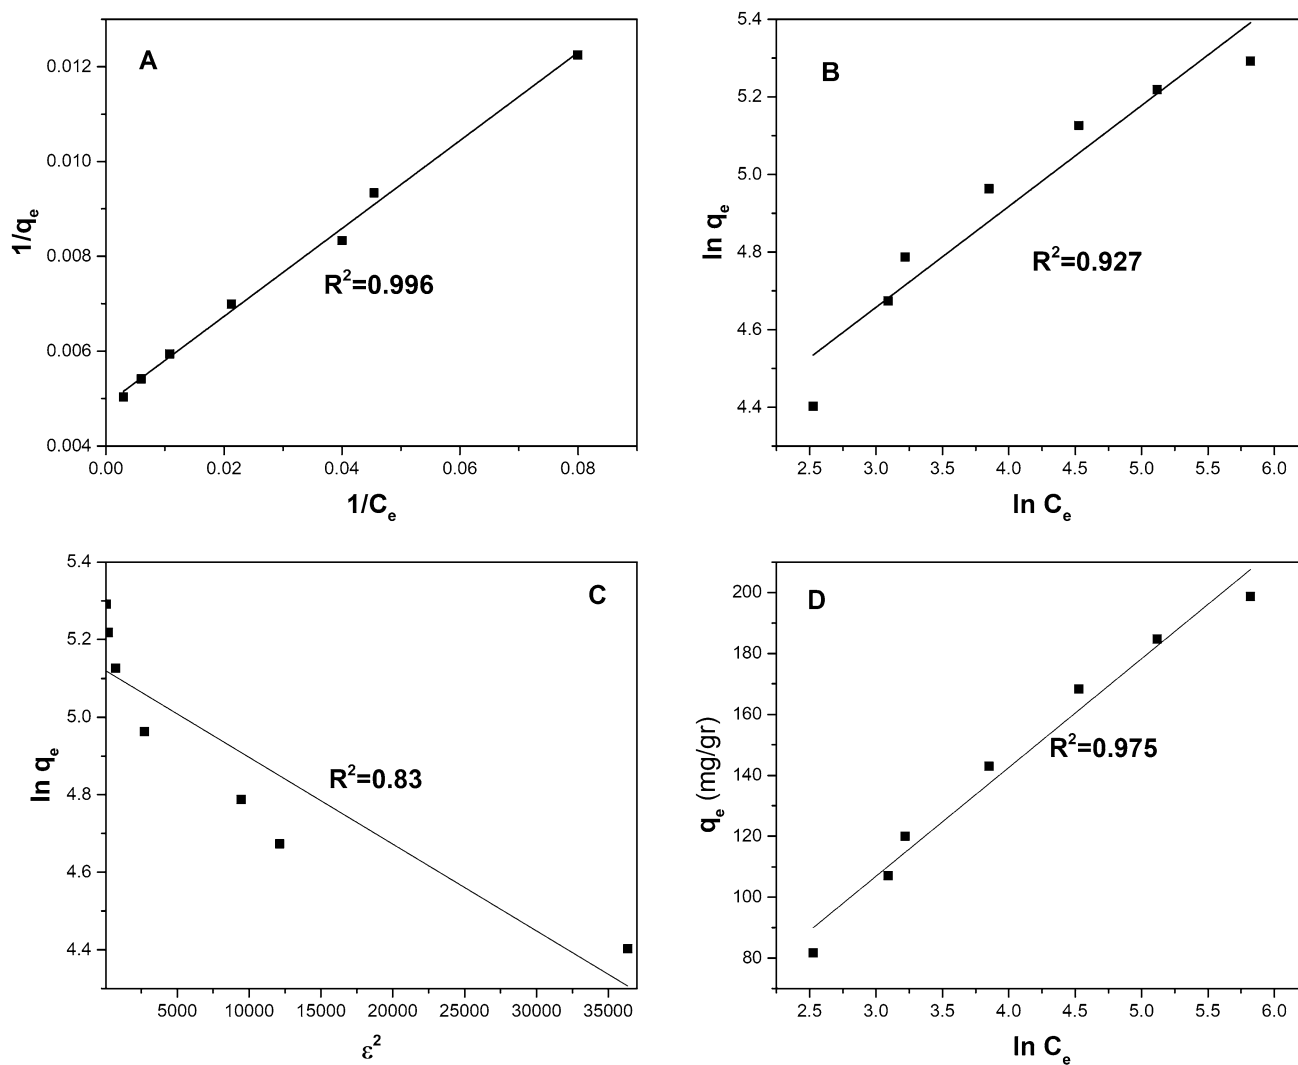 A
0.012
0.010
0.008
0.006
0.004
1/qₑ
R²=0.996
0.00 0.02 0.04 0.06 0.08
1/Cₑ
B
5.4
5.2
5.0
4.8
4.6
4.4
ln qₑ
R²=0.927
2.5 3.0 3.5 4.0 4.5 5.0 5.5 6.0
ln Cₑ
C
5.4
5.2
5.0
4.8
4.6
4.4
ln qₑ
R²=0.83
5000 10000 15000 20000 25000 30000 35000
ε²
D
200
180
160
140
120
100
80
qₑ (mg/gr)
R²=0.975
2.5 3.0 3.5 4.0 4.5 5.0 5.5 6.0
ln Cₑ